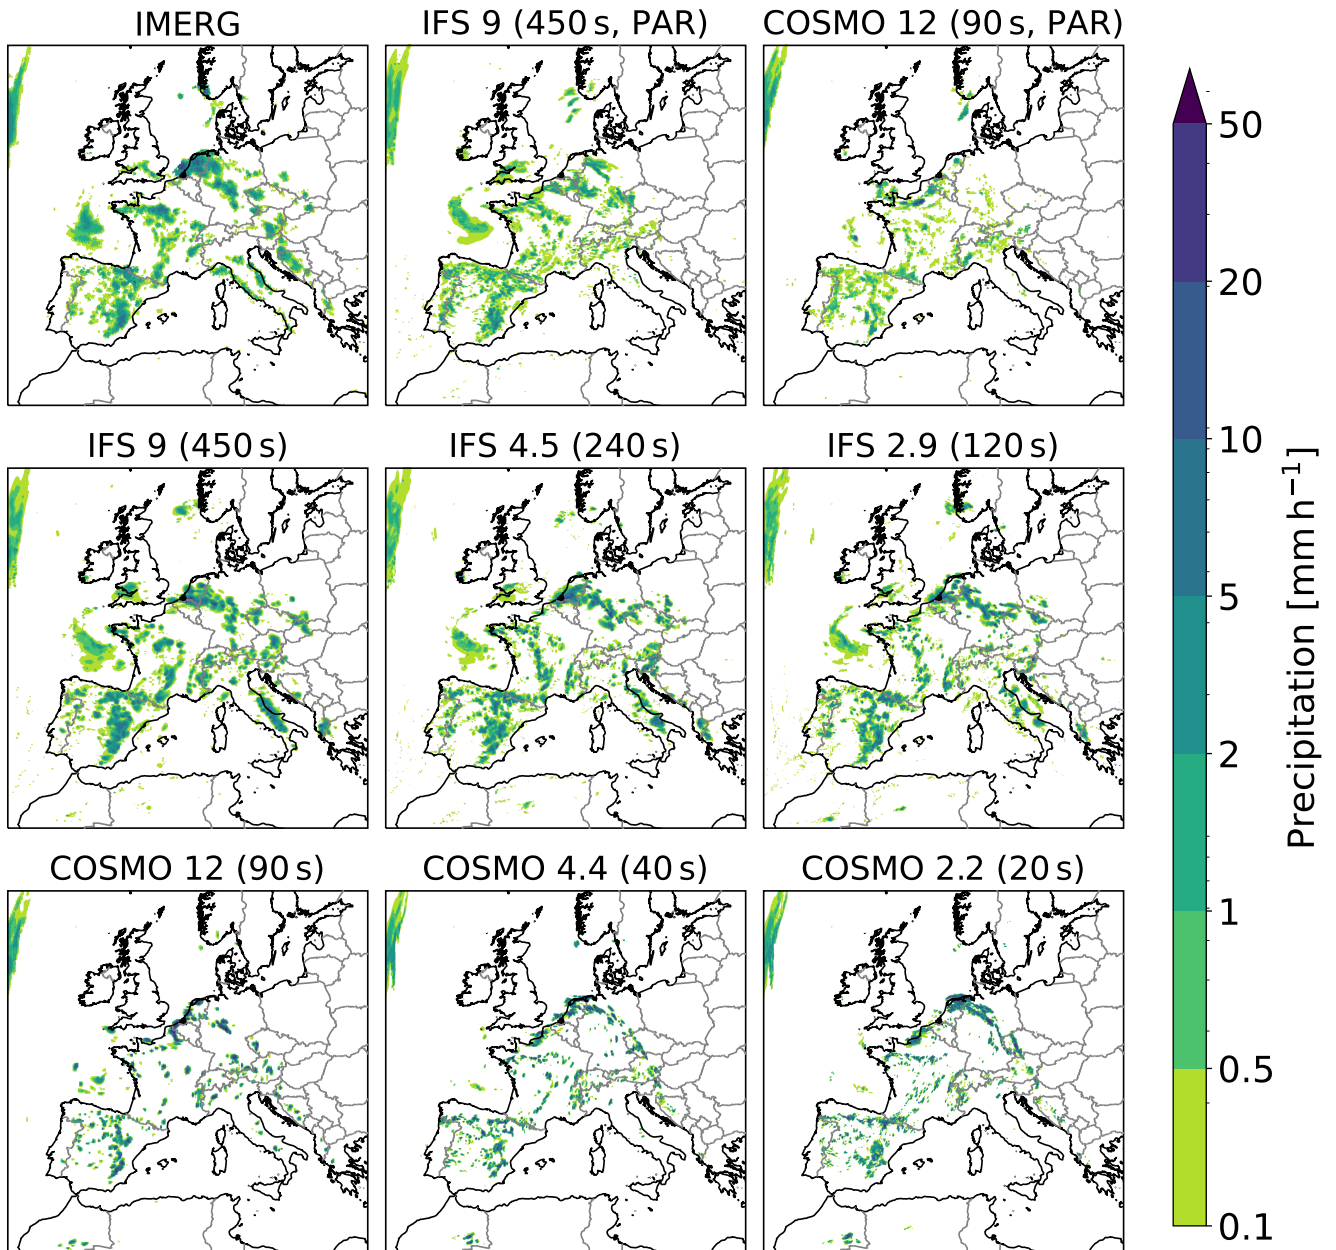 IMERG
IFS 9 (450 s, PAR)
COSMO 12 (90 s, PAR)
IFS 9 (450 s)
IFS 4.5 (240 s)
IFS 2.9 (120 s)
COSMO 12 (90 s)
COSMO 4.4 (40 s)
COSMO 2.2 (20 s)
50
20
10
5
2
1
0.5
0.1
Precipitation [mm h⁻¹]